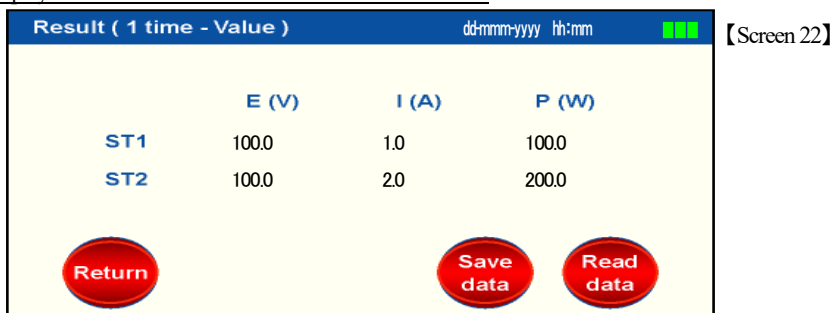 Result ( 1 time - Value ) dd-mmm-yyyy hh:mm
【Screen 22】
E (V) I (A) P (W)
ST1 100.0 1.0 100.0
ST2 100.0 2.0 200.0
Return
Save data
Read data